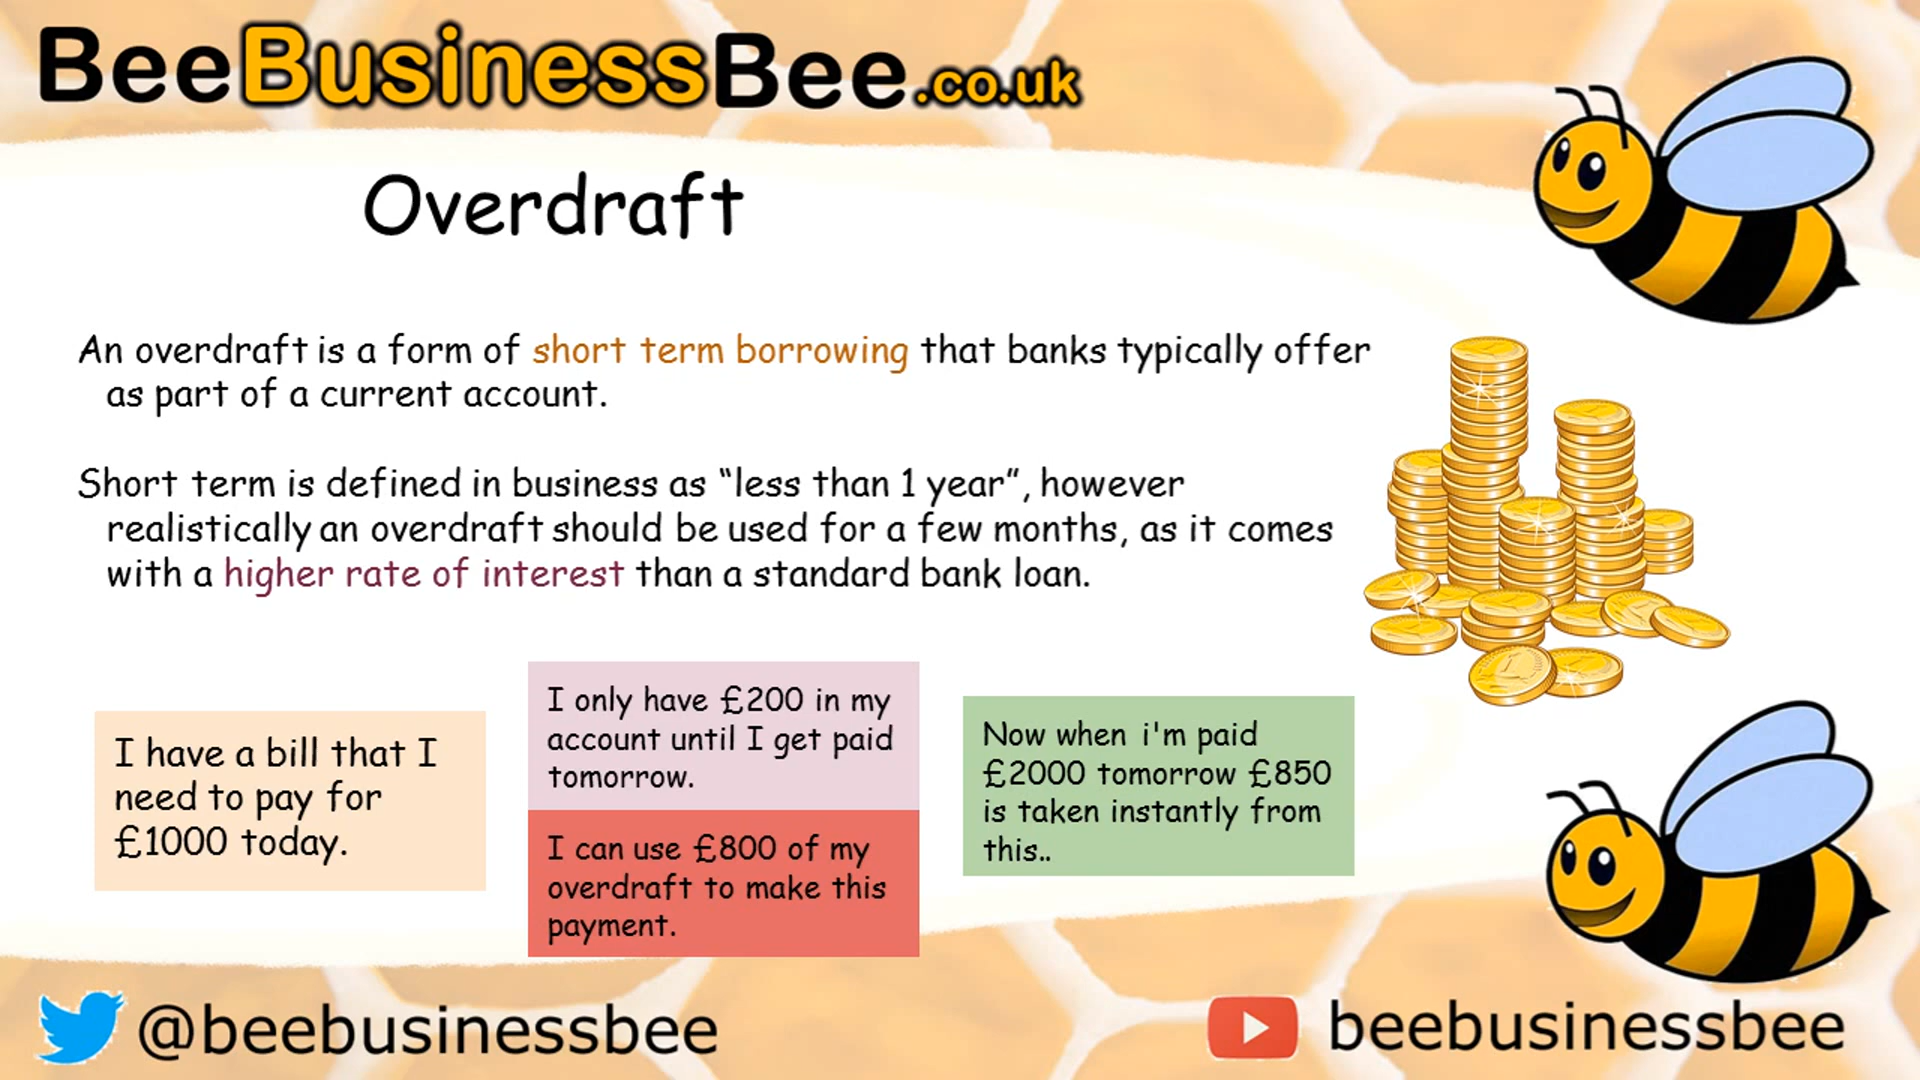 BeeBusinessBee.co.uk
Overdraft
An overdraft is a form of short term borrowing that banks typically offer
as part of a current account.
Short term is defined in business as “less than 1 year”, however
realistically an overdraft should be used for a few months, as it comes
with a higher rate of interest than a standard bank loan.
I have a bill that I
need to pay for
£1000 today.
I only have £200 in my
account until I get paid
tomorrow.
I can use £800 of my
overdraft to make this
payment.
Now when i'm paid
£2000 tomorrow £850
is taken instantly from
this..
@beebusinessbee
beebusinessbee